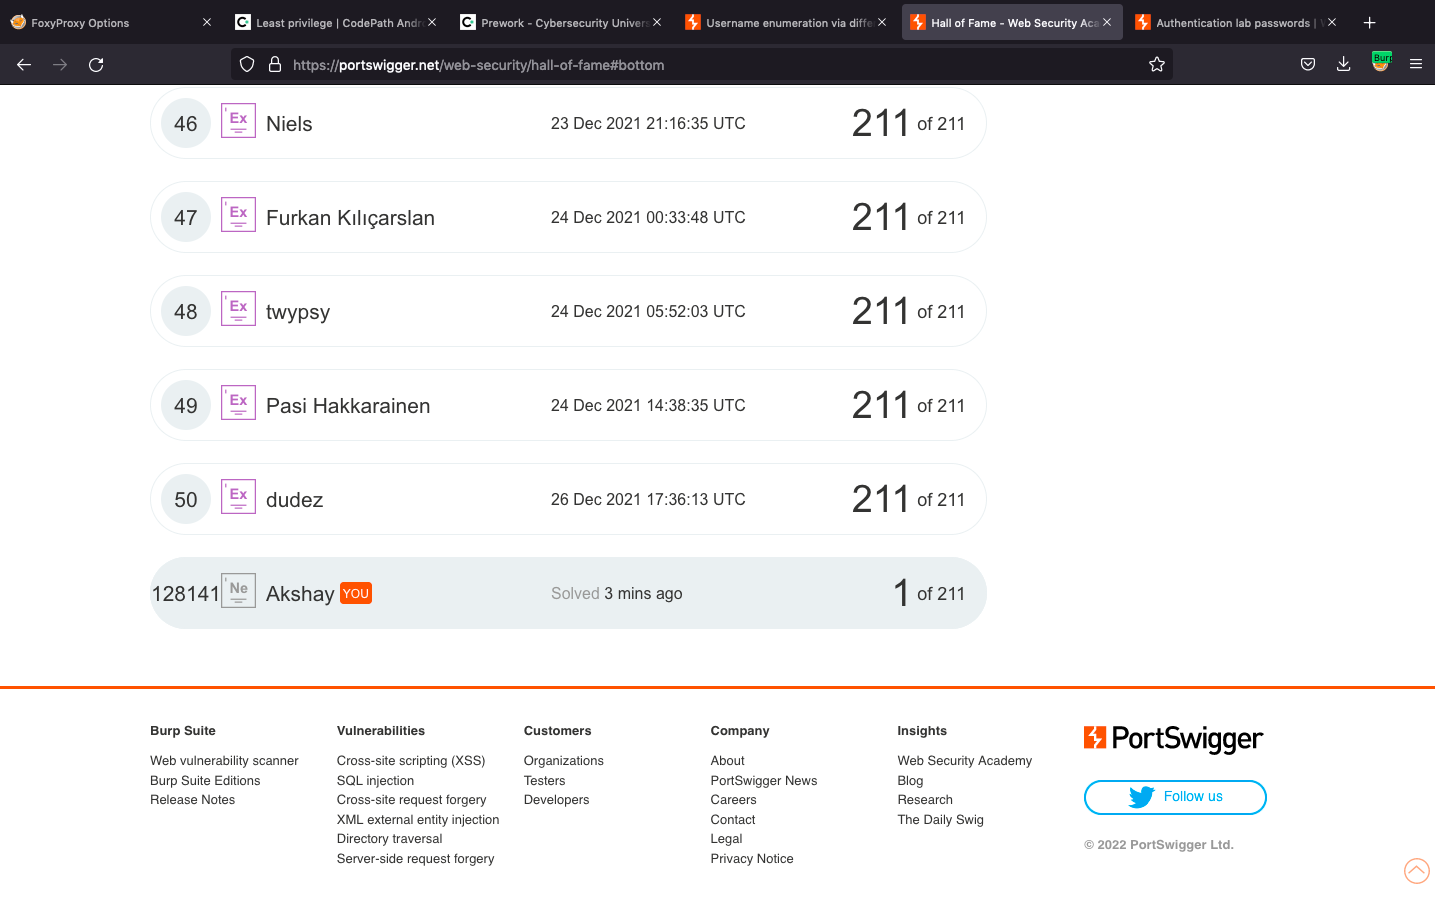 FoxyProxy Options
Least privilege | CodePath Andr
Prework - Cybersecurity Univers
Username enumeration via diffe
Hall of Fame - Web Security Aca
Authentication lab passwords |
https://portswigger.net/web-security/hall-of-fame#bottom
Burp
46 Ex Niels 23 Dec 2021 21:16:35 UTC 211 of 211
47 Ex Furkan Kılıçarslan 24 Dec 2021 00:33:48 UTC 211 of 211
48 Ex twypsy 24 Dec 2021 05:52:03 UTC 211 of 211
49 Ex Pasi Hakkarainen 24 Dec 2021 14:38:35 UTC 211 of 211
50 Ex dudez 26 Dec 2021 17:36:13 UTC 211 of 211
128141 Ne Akshay YOU Solved 3 mins ago 1 of 211
Burp Suite
Web vulnerability scanner
Burp Suite Editions
Release Notes
Vulnerabilities
Cross-site scripting (XSS)
SQL injection
Cross-site request forgery
XML external entity injection
Directory traversal
Server-side request forgery
Customers
Organizations
Testers
Developers
Company
About
PortSwigger News
Careers
Contact
Legal
Privacy Notice
Insights
Web Security Academy
Blog
Research
The Daily Swig
PortSwigger
Follow us
© 2022 PortSwigger Ltd.